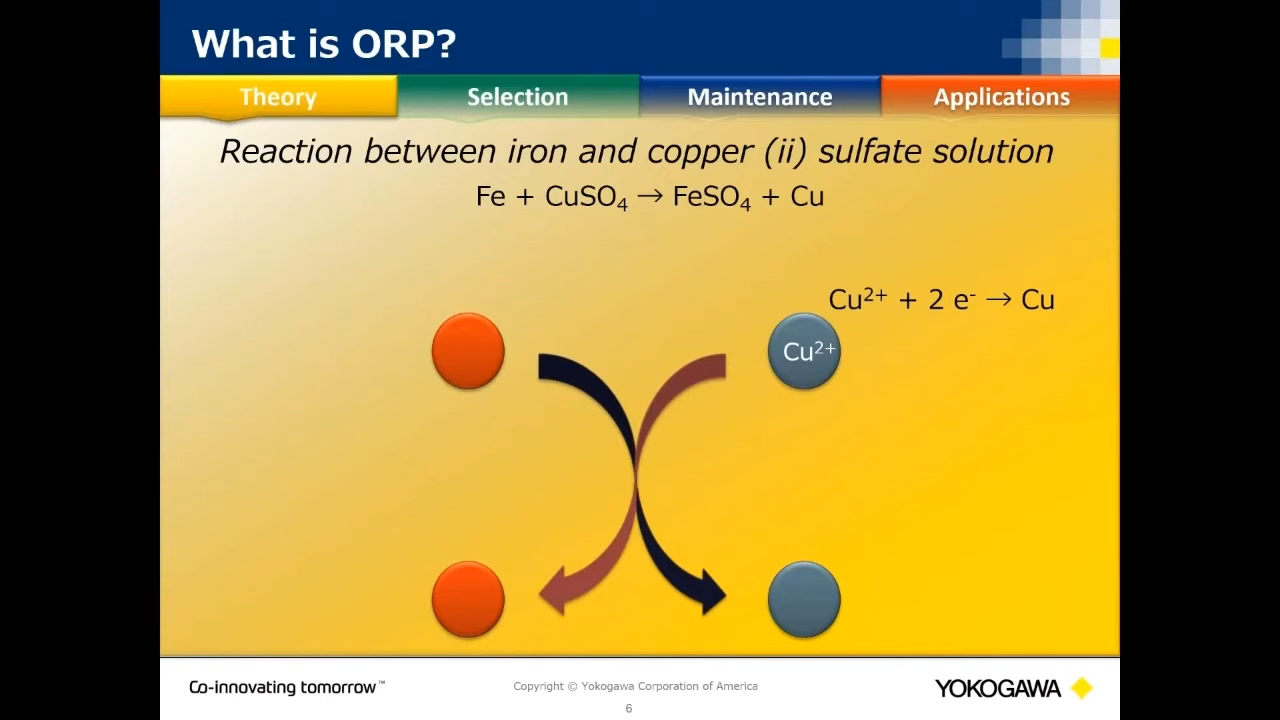 What is ORP?
Theory
Selection
Maintenance
Applications
Reaction between iron and copper (ii) sulfate solution
Fe + CuSO₄ → FeSO₄ + Cu
Cu²⁺ + 2 e⁻ → Cu
Cu²⁺
Co-innovating tomorrow™
Copyright © Yokogawa Corporation of America
YOKOGAWA
6